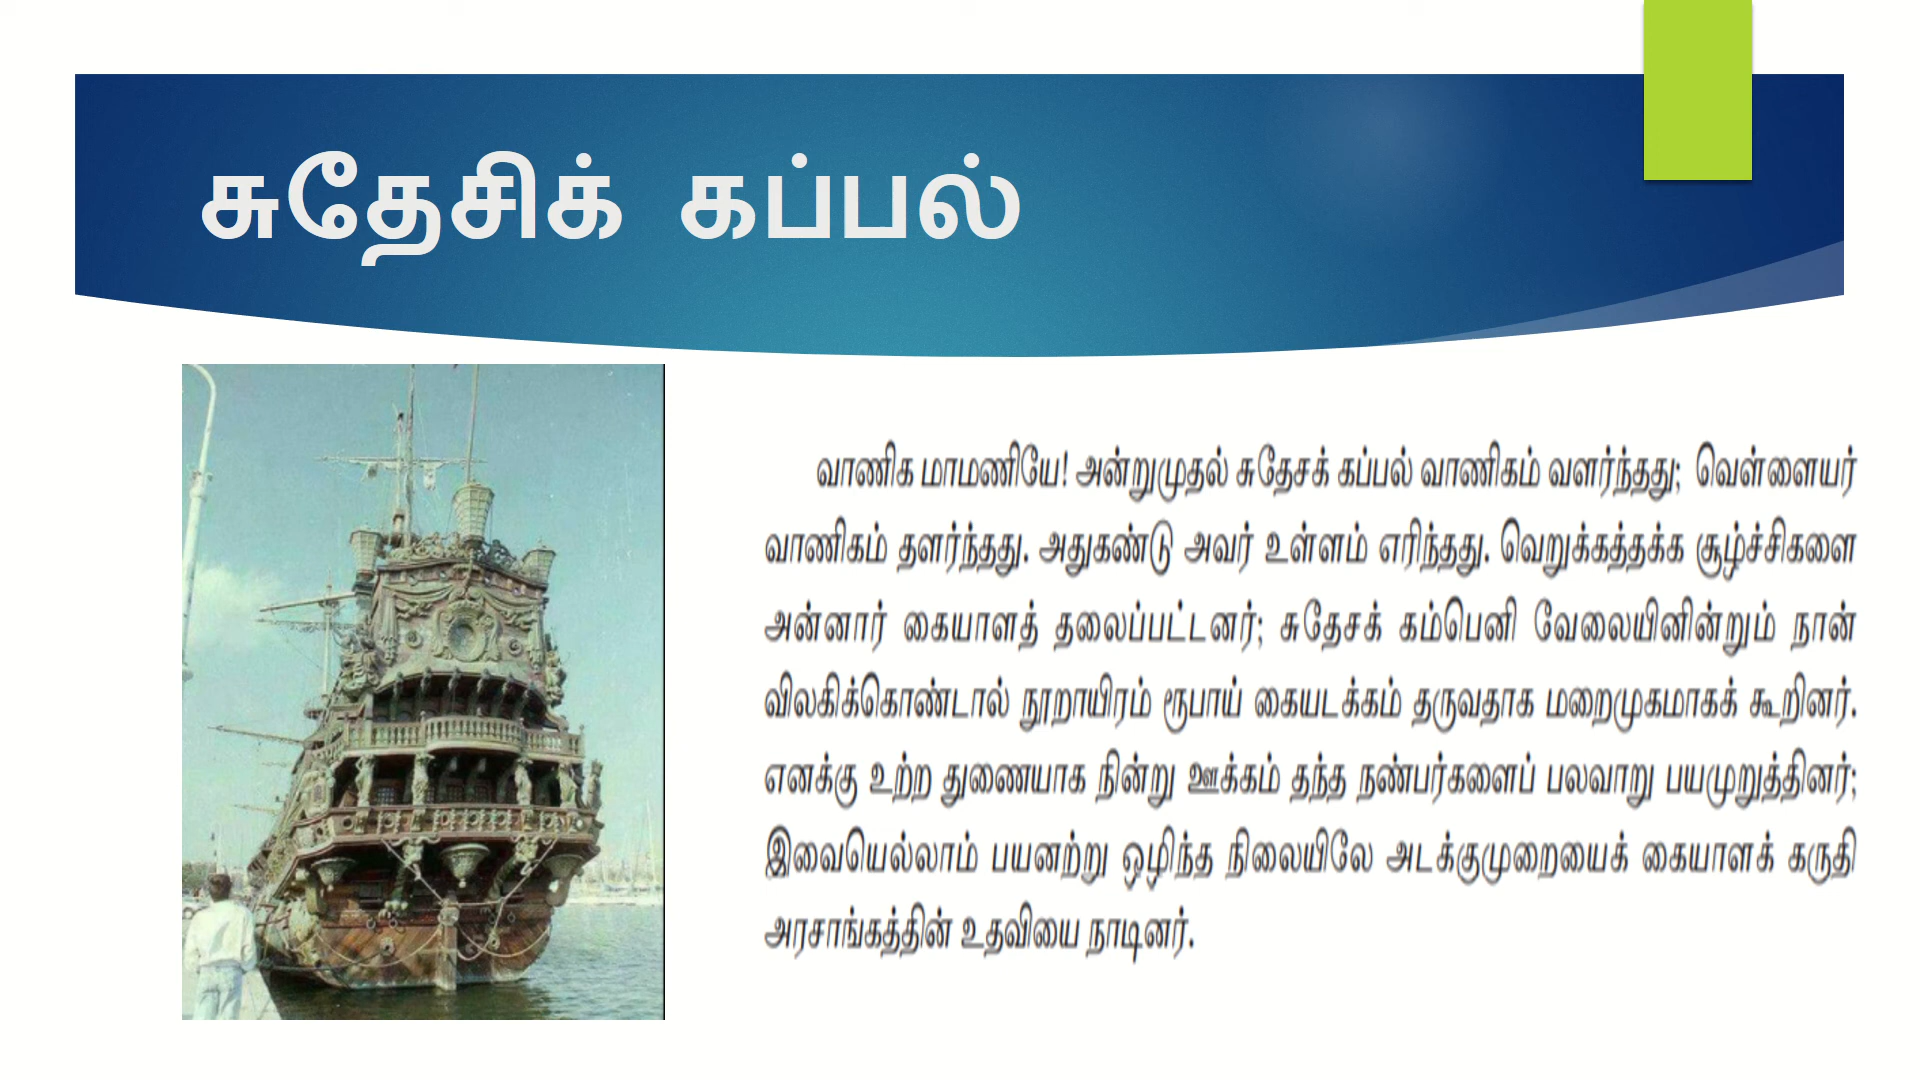 சுதேசிக் கப்பல்
வாணிக மாமணியே! அன்றுமுதல் சுதேசக் கப்பல் வாணிகம் வளர்ந்தது; வெள்ளையர்
வாணிகம் தளர்ந்தது. அதுகண்டு அவர் உள்ளம் எரிந்தது. வெறுக்கத்தக்க சூழ்ச்சிகளை
அன்னார் கையாளத் தலைப்பட்டனர்; சுதேசக் கம்பெனி வேலையினின்றும் நான்
விலகிக்கொண்டால் நூறாயிரம் ரூபாய் கையடக்கம் தருவதாக மறைமுகமாகக் கூறினர்.
எனக்கு உற்ற துணையாக நின்று ஊக்கம் தந்த நண்பர்களைப் பலவாறு பயமுறுத்தினர்;
இவையெல்லாம் பயனற்று ஒழிந்த நிலையிலே அடக்குமுறையைக் கையாளக் கருதி
அரசாங்கத்தின் உதவியை நாடினர்.